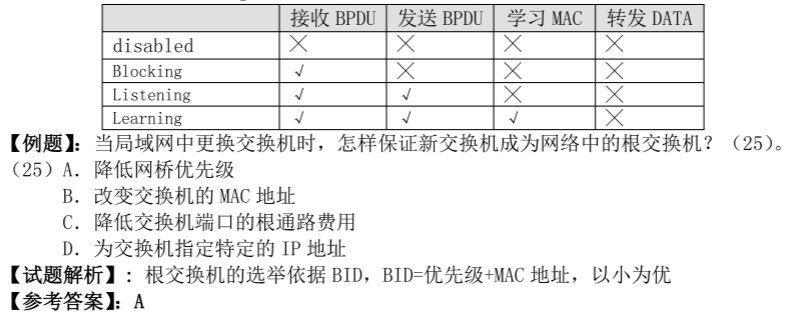 接收 BPDU 发送 BPDU 学习 MAC 转发 DATA
disabled ╳ ╳ ╳ ╳
Blocking √ ╳ ╳ ╳
Listening √ √ ╳ ╳
Learning √ √ √ ╳
【例题】：当局域网中更换交换机时，怎样保证新交换机成为网络中的根交换机？（25）。
（25）A．降低网桥优先级
B．改变交换机的 MAC 地址
C．降低交换机端口的根通路费用
D．为交换机指定特定的 IP 地址
【试题解析】：根交换机的选举依据 BID，BID=优先级+MAC 地址，以小为优
【参考答案】：A